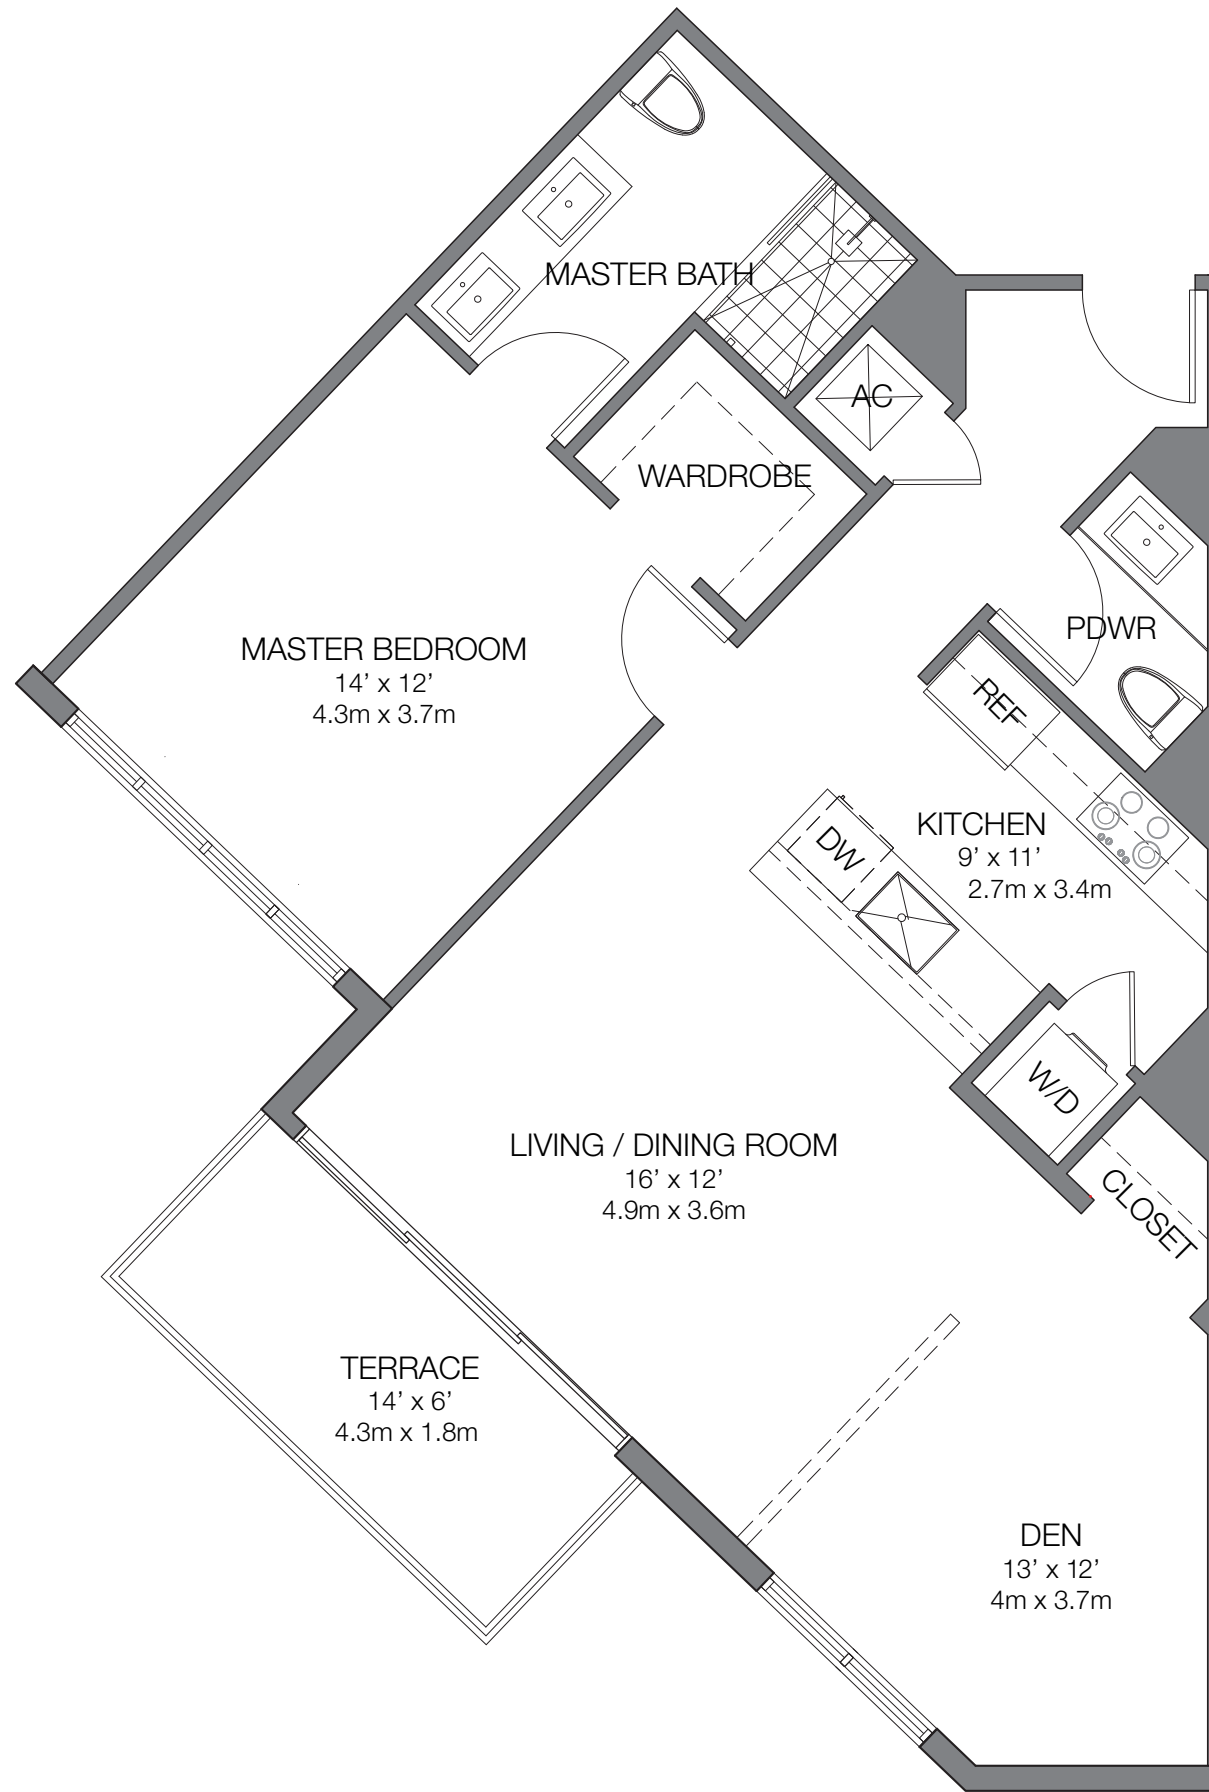 MASTER BATH
AC
WARDROBE
PDWR
MASTER BEDROOM
14’ x 12’
4.3m x 3.7m
REF
KITCHEN
9’ x 11’
2.7m x 3.4m
DW
W/D
LIVING / DINING ROOM
16’ x 12’
4.9m x 3.6m
CLOSET
TERRACE
14’ x 6’
4.3m x 1.8m
DEN
13’ x 12’
4m x 3.7m